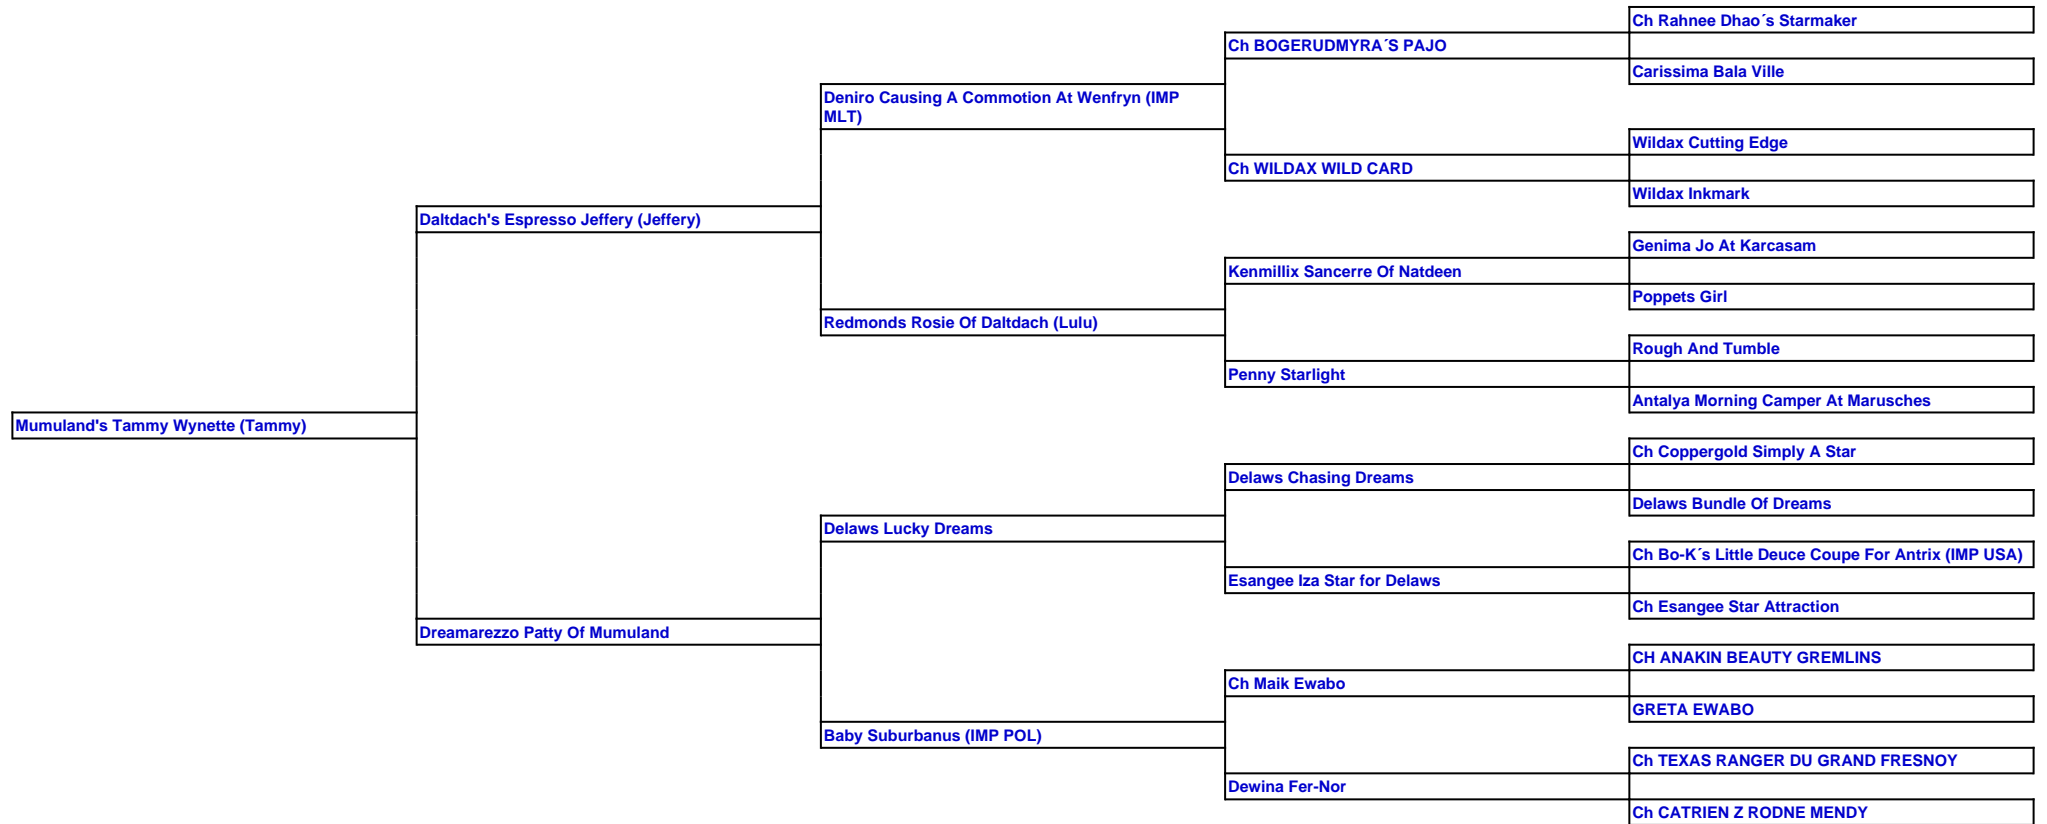 Ch Rahnee Dhao´s Starmaker
Ch BOGERUDMYRA´S PAJO
Carissima Bala Ville
Deniro Causing A Commotion At Wenfryn (IMP
MLT)
Wildax Cutting Edge
Ch WILDAX WILD CARD
Wildax Inkmark
Daltdach's Espresso Jeffery (Jeffery)
Genima Jo At Karcasam
Kenmillix Sancerre Of Natdeen
Poppets Girl
Redmonds Rosie Of Daltdach (Lulu)
Rough And Tumble
Penny Starlight
Antalya Morning Camper At Marusches
Mumuland's Tammy Wynette (Tammy)
Ch Coppergold Simply A Star
Delaws Chasing Dreams
Delaws Bundle Of Dreams
Delaws Lucky Dreams
Ch Bo-K´s Little Deuce Coupe For Antrix (IMP USA)
Esangee Iza Star for Delaws
Ch Esangee Star Attraction
Dreamarezzo Patty Of Mumuland
CH ANAKIN BEAUTY GREMLINS
Ch Maik Ewabo
GRETA EWABO
Baby Suburbanus (IMP POL)
Ch TEXAS RANGER DU GRAND FRESNOY
Dewina Fer-Nor
Ch CATRIEN Z RODNE MENDY